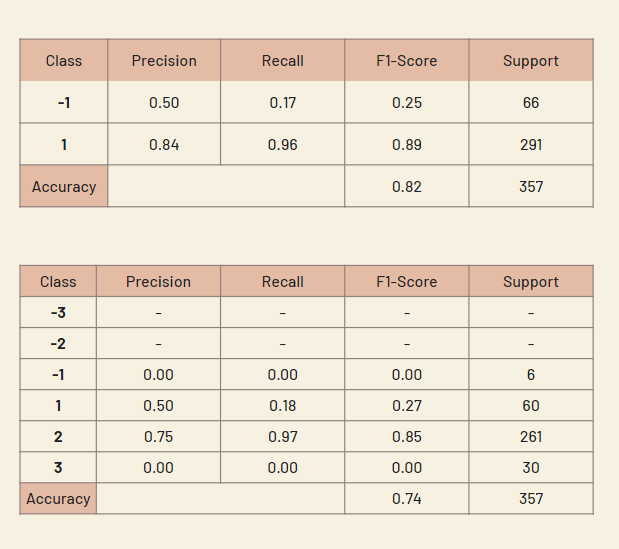 Class Precision Recall F1-Score Support
-1 0.50 0.17 0.25 66
1 0.84 0.96 0.89 291
Accuracy 0.82 357
Class Precision Recall F1-Score Support
-3 - - - -
-2 - - - -
-1 0.00 0.00 0.00 6
1 0.50 0.18 0.27 60
2 0.75 0.97 0.85 261
3 0.00 0.00 0.00 30
Accuracy 0.74 357